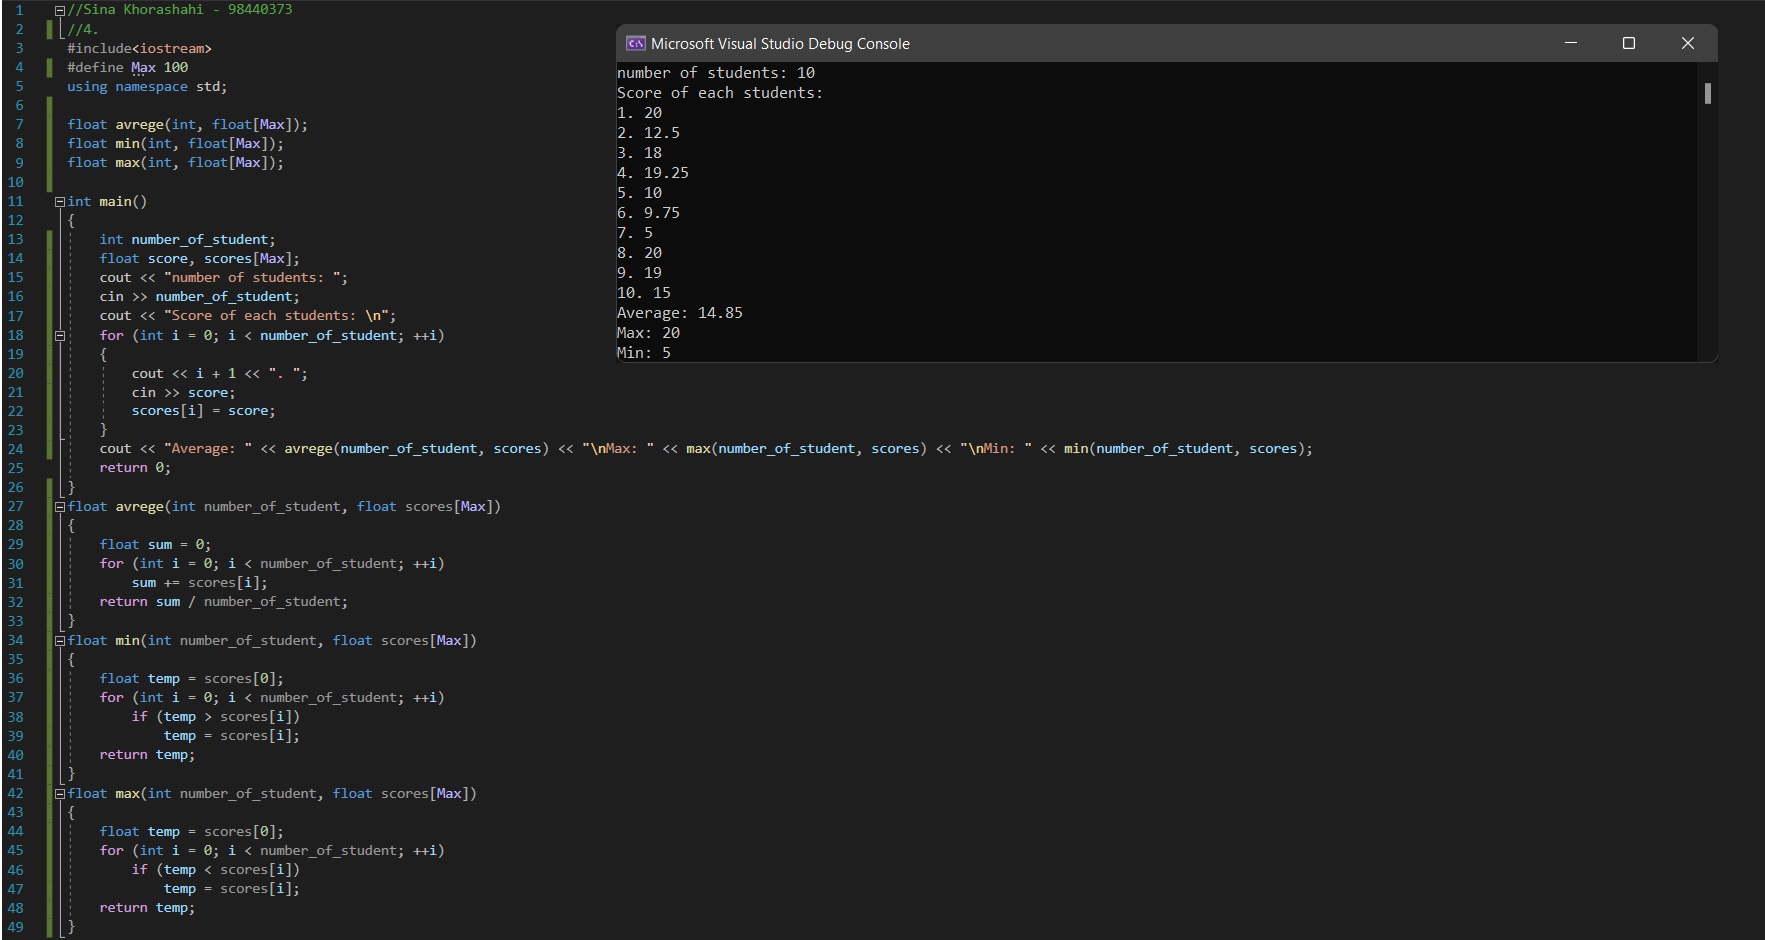 1 //Sina Khorashahi - 98440373
2 //4.
3 #include<iostream>
4 #define Max 100
5 using namespace std;
6
7 float avrege(int, float[Max]);
8 float min(int, float[Max]);
9 float max(int, float[Max]);
10
11 int main()
12 {
13 int number_of_student;
14 float score, scores[Max];
15 cout << "number of students: ";
16 cin >> number_of_student;
17 cout << "Score of each students: \n";
18 for (int i = 0; i < number_of_student; ++i)
19 {
20 cout << i + 1 << ". ";
21 cin >> score;
22 scores[i] = score;
23 }
24 cout << "Average: " << avrege(number_of_student, scores) << "\nMax: " << max(number_of_student, scores) << "\nMin: " << min(number_of_student, scores);
25 return 0;
26 }
27 float avrege(int number_of_student, float scores[Max])
28 {
29 float sum = 0;
30 for (int i = 0; i < number_of_student; ++i)
31 sum += scores[i];
32 return sum / number_of_student;
33 }
34 float min(int number_of_student, float scores[Max])
35 {
36 float temp = scores[0];
37 for (int i = 0; i < number_of_student; ++i)
38 if (temp > scores[i])
39 temp = scores[i];
40 return temp;
41 }
42 float max(int number_of_student, float scores[Max])
43 {
44 float temp = scores[0];
45 for (int i = 0; i < number_of_student; ++i)
46 if (temp < scores[i])
47 temp = scores[i];
48 return temp;
49 }
Microsoft Visual Studio Debug Console
number of students: 10
Score of each students:
1. 20
2. 12.5
3. 18
4. 19.25
5. 10
6. 9.75
7. 5
8. 20
9. 19
10. 15
Average: 14.85
Max: 20
Min: 5